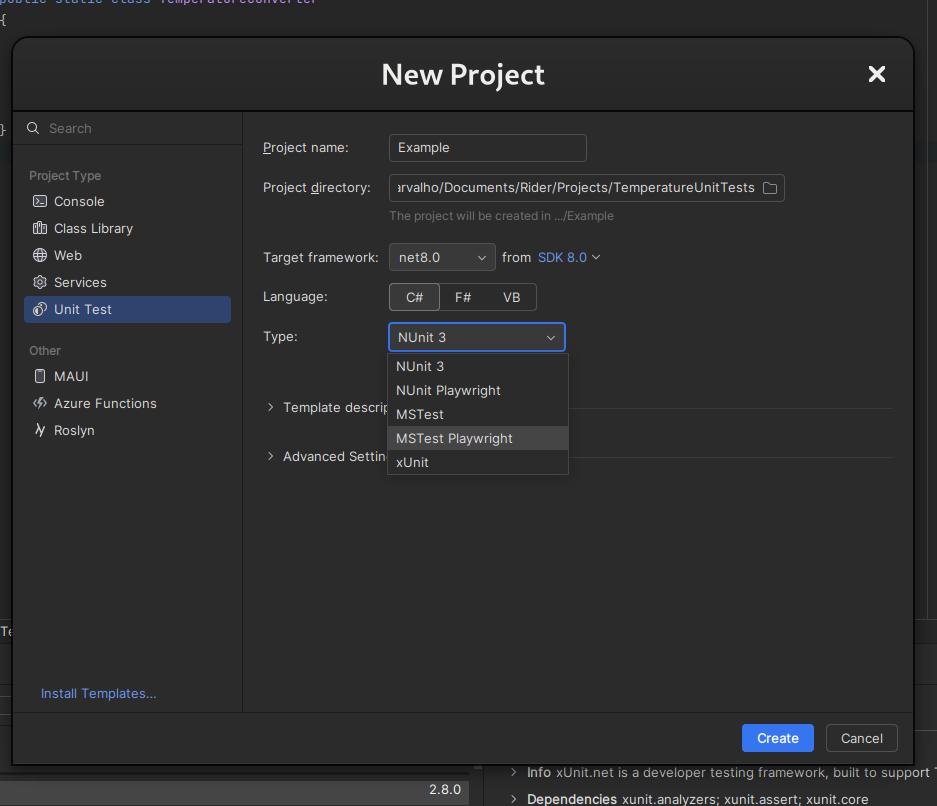 public static class TemperatureConverter
{
New Project
}
Search
Project name:
Example
Project Type
Project directory:
arvalho/Documents/Rider/Projects/TemperatureUnitTests
Console
The project will be created in .../Example
Class Library
Web
Target framework:
net8.0
from
SDK 8.0
Services
Language:
C#
F#
VB
Unit Test
Type:
NUnit 3
Other
NUnit 3
MAUI
NUnit Playwright
Azure Functions
Template descrip
MSTest
Roslyn
MSTest Playwright
Advanced Settin
xUnit
Te
Install Templates...
Create
Cancel
Info xUnit.net is a developer testing framework, built to support
2.8.0
Dependencies xunit.analyzers; xunit.assert; xunit.core